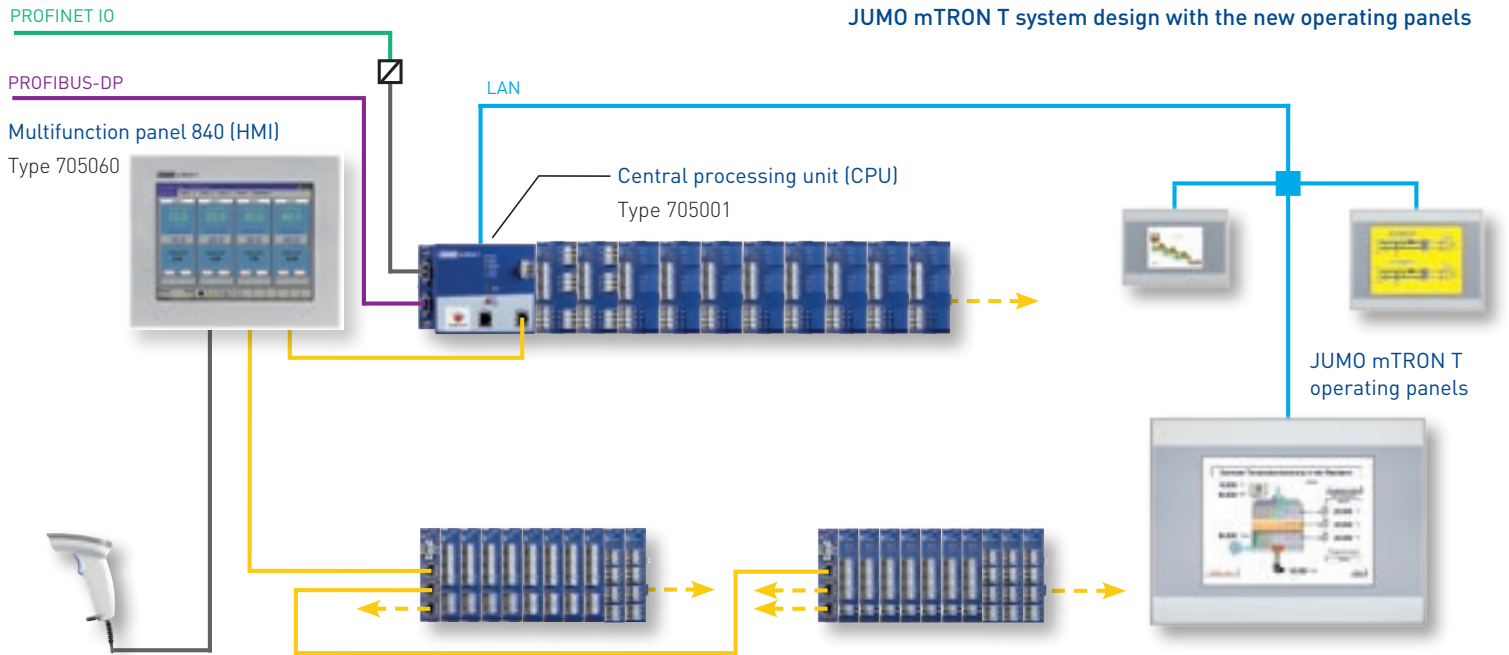 PROFINET IO
JUMO mTRON T system design with the new operating panels
PROFIBUS-DP
LAN
Multifunction panel 840 (HMI)
Type 705060
Central processing unit (CPU)
Type 705001
JUMO mTRON T
operating panels